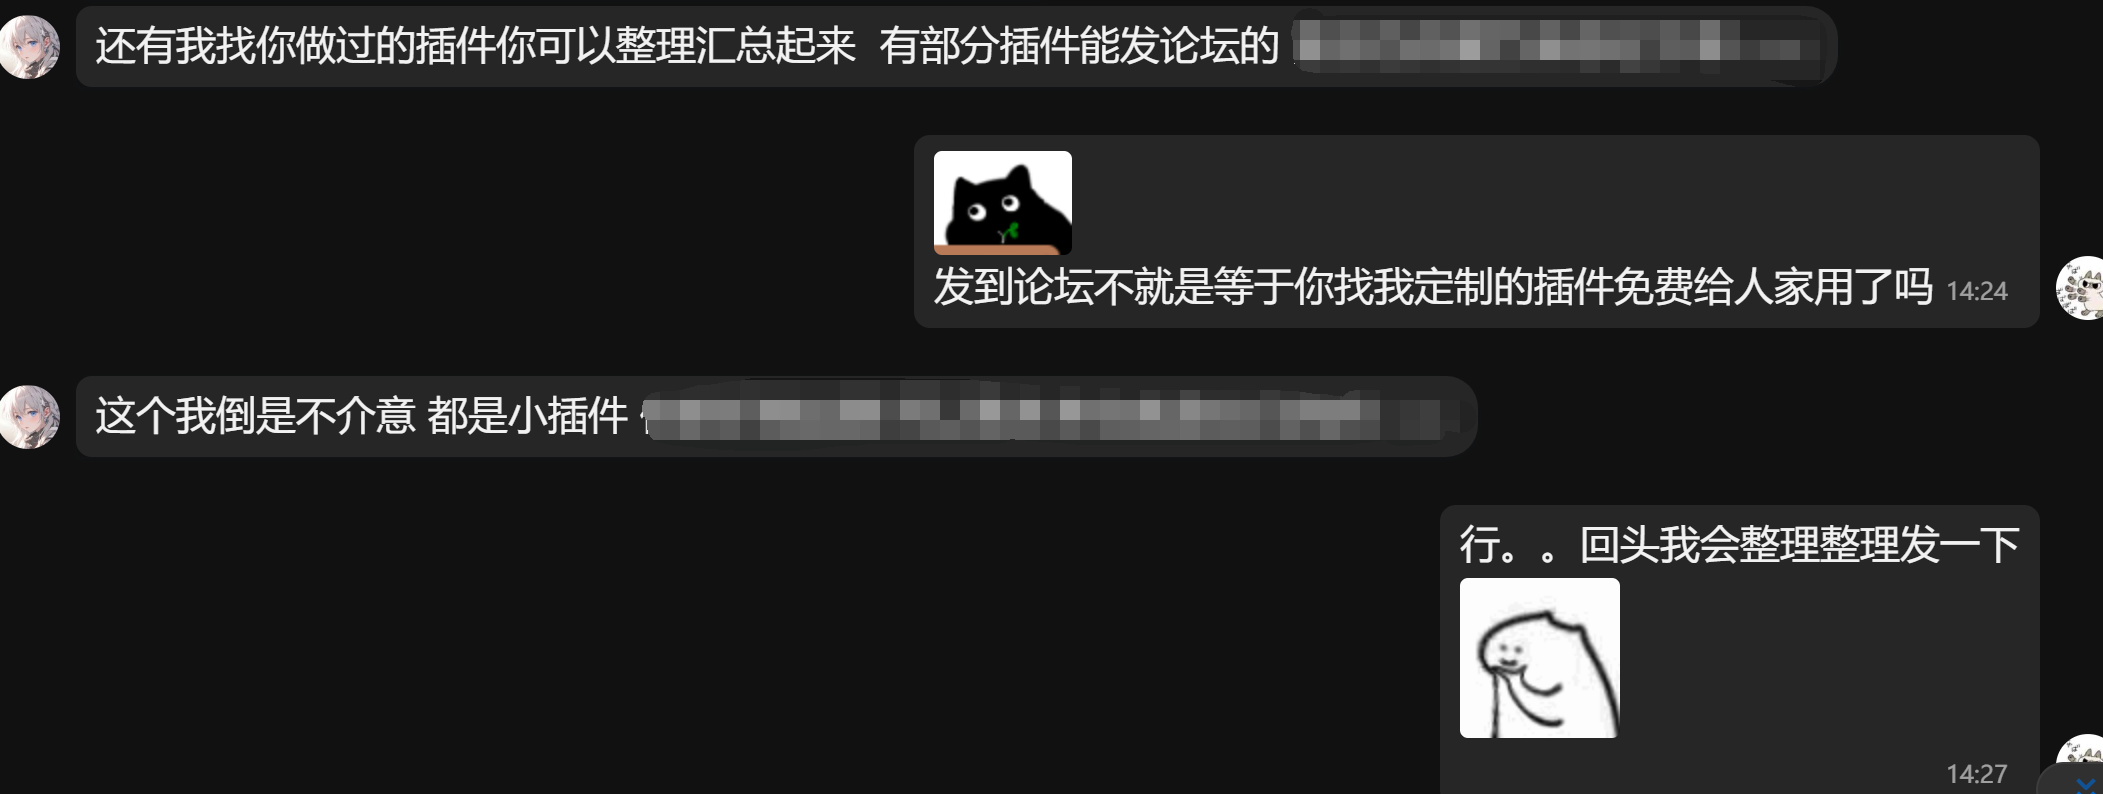 还有我找你做过的插件你可以整理汇总起来 有部分插件能发论坛的
发到论坛不就是等于你找我定制的插件免费给人家用了吗 14:24
这个我倒是不介意 都是小插件
行。。回头我会整理整理发一下
14:27